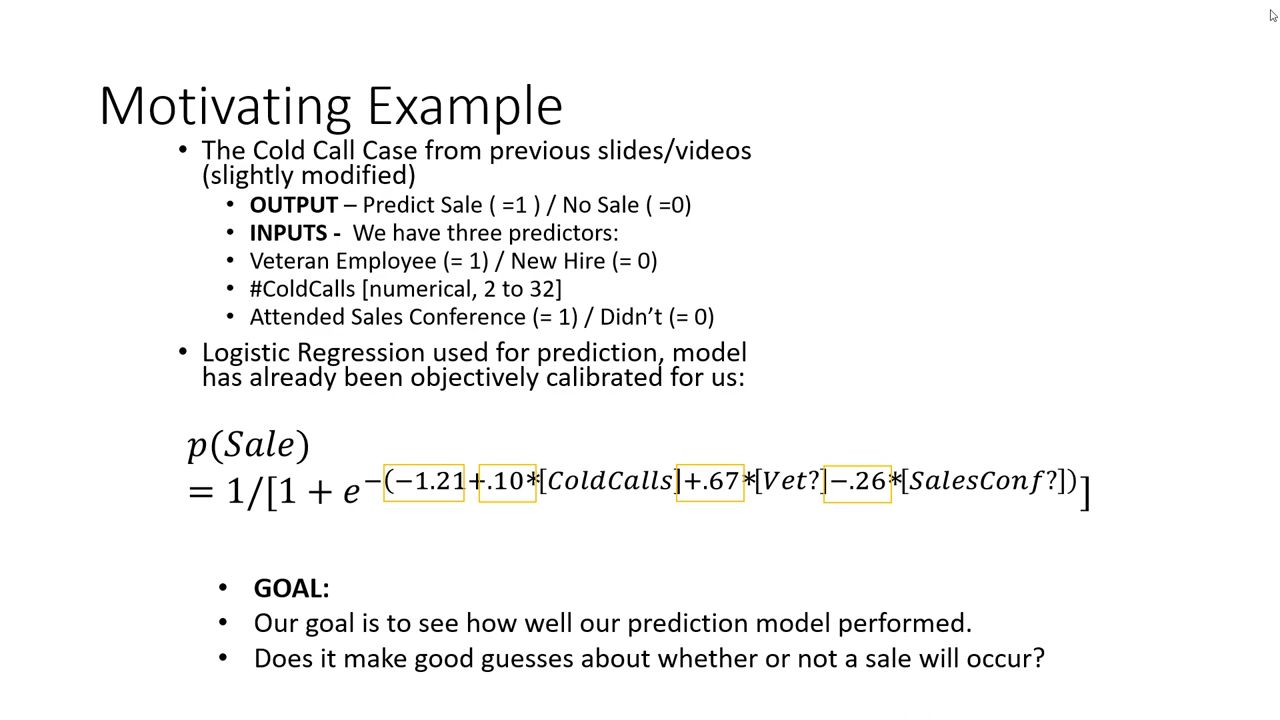 Motivating Example
• The Cold Call Case from previous slides/videos
(slightly modified)
• OUTPUT – Predict Sale ( =1 ) / No Sale ( =0)
• INPUTS - We have three predictors:
• Veteran Employee (= 1) / New Hire (= 0)
• #ColdCalls [numerical, 2 to 32]
• Attended Sales Conference (= 1) / Didn’t (= 0)
• Logistic Regression used for prediction, model
has already been objectively calibrated for us:
p(Sale)
= 1/[1 + e^−(−1.21+.10*[ColdCalls]+.67*[Vet?]−.26*[SalesConf?])]
• GOAL:
• Our goal is to see how well our prediction model performed.
• Does it make good guesses about whether or not a sale will occur?